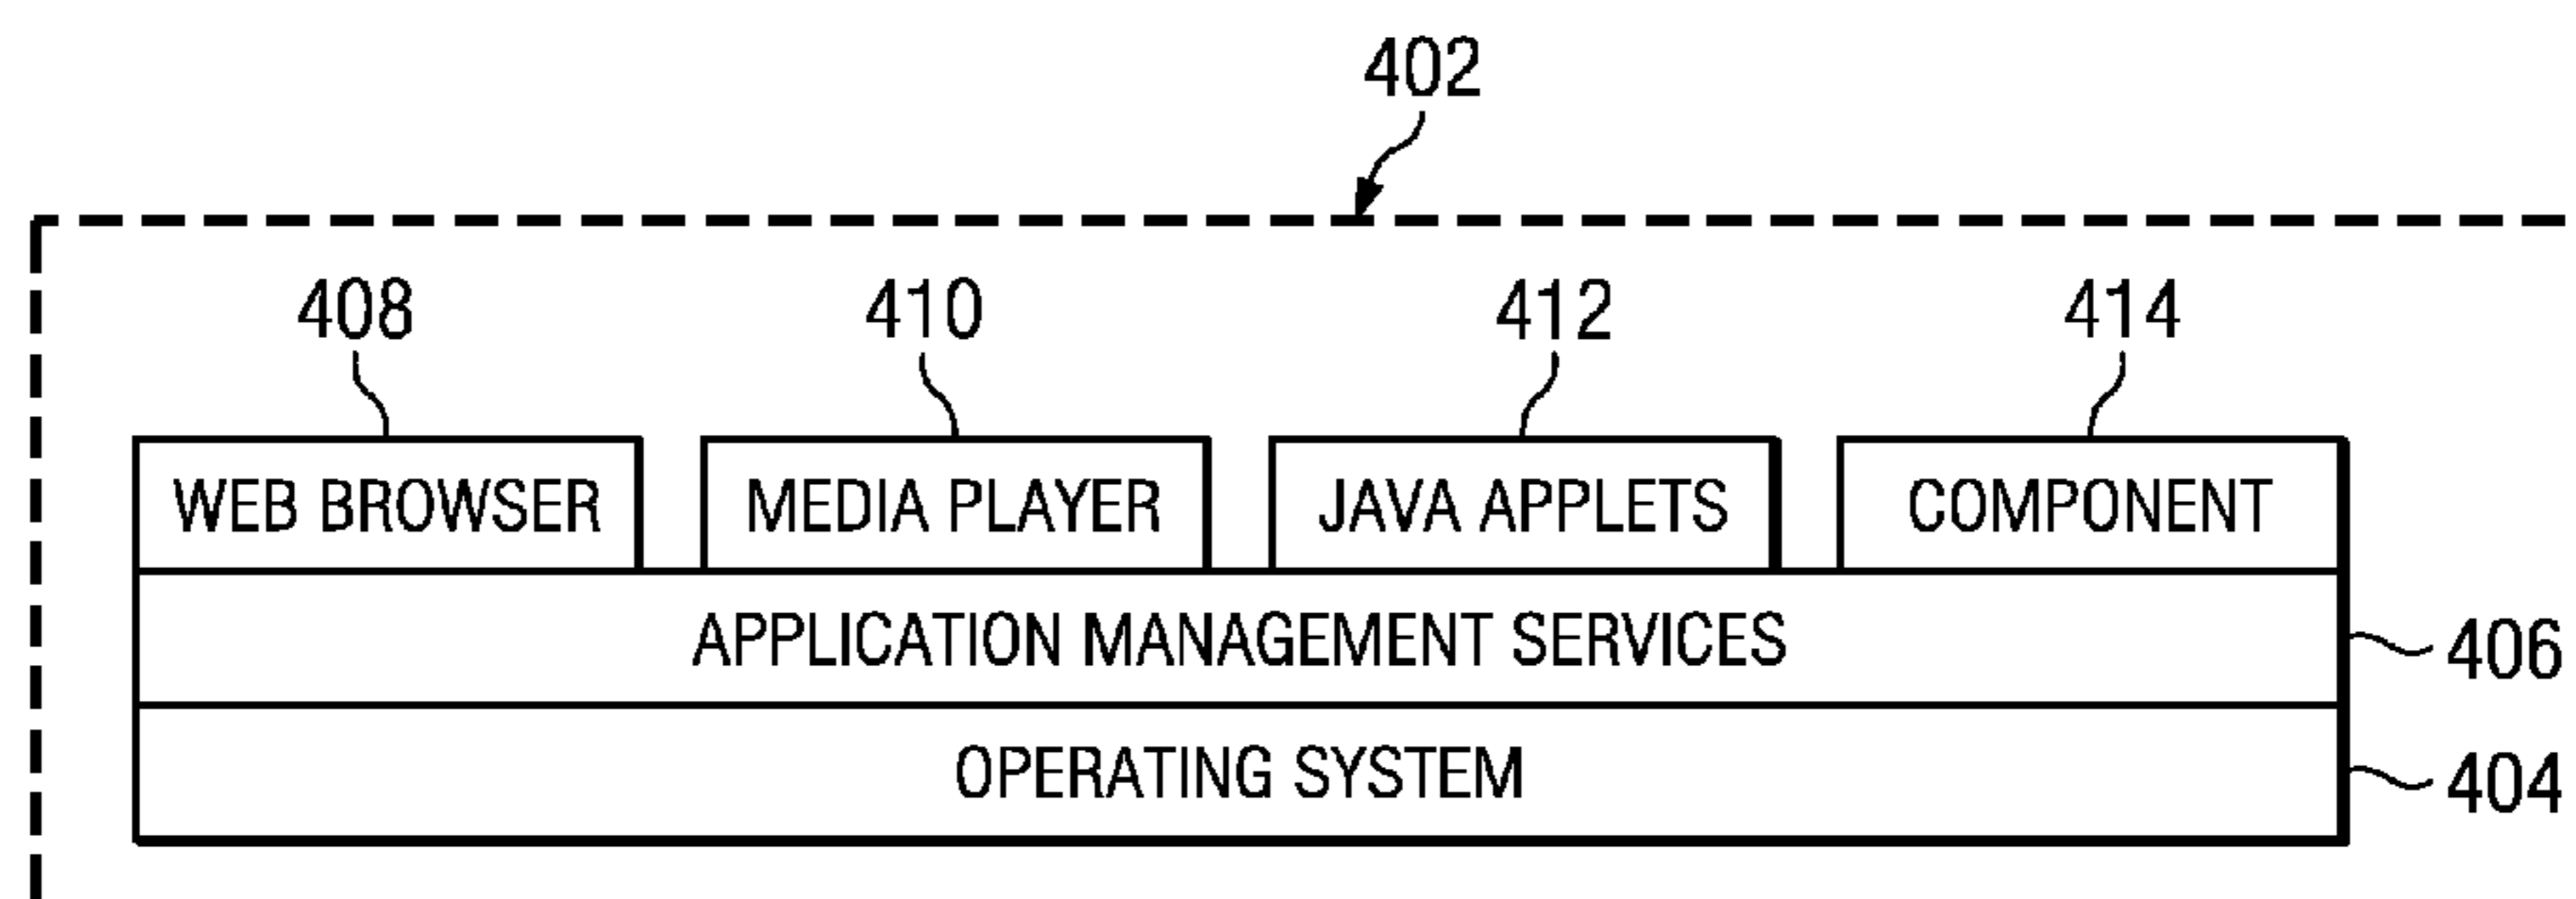 402
408 410 412 414
WEB BROWSER MEDIA PLAYER JAVA APPLETS COMPONENT
APPLICATION MANAGEMENT SERVICES 406
OPERATING SYSTEM 404